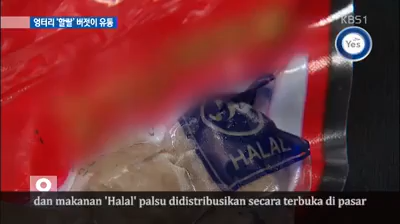 엉터리 '할랄' 버젓이 유통
KBS1
Yes
HALAL
dan makanan 'Halal' palsu didistribusikan secara terbuka di pasar